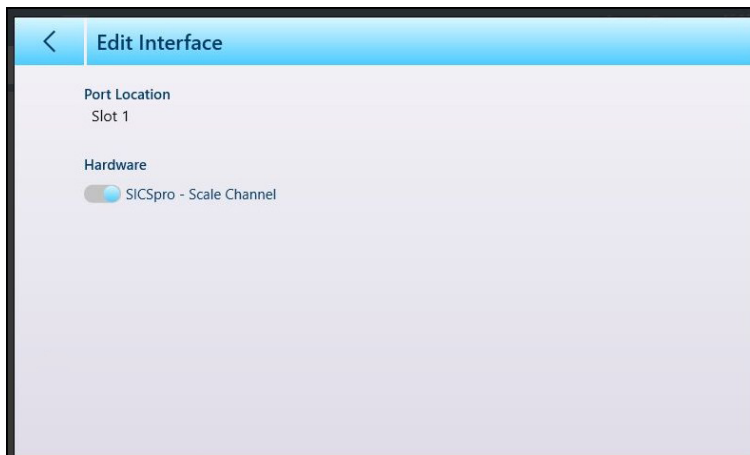 Edit Interface
Port Location
Slot 1
Hardware
SICSpro - Scale Channel